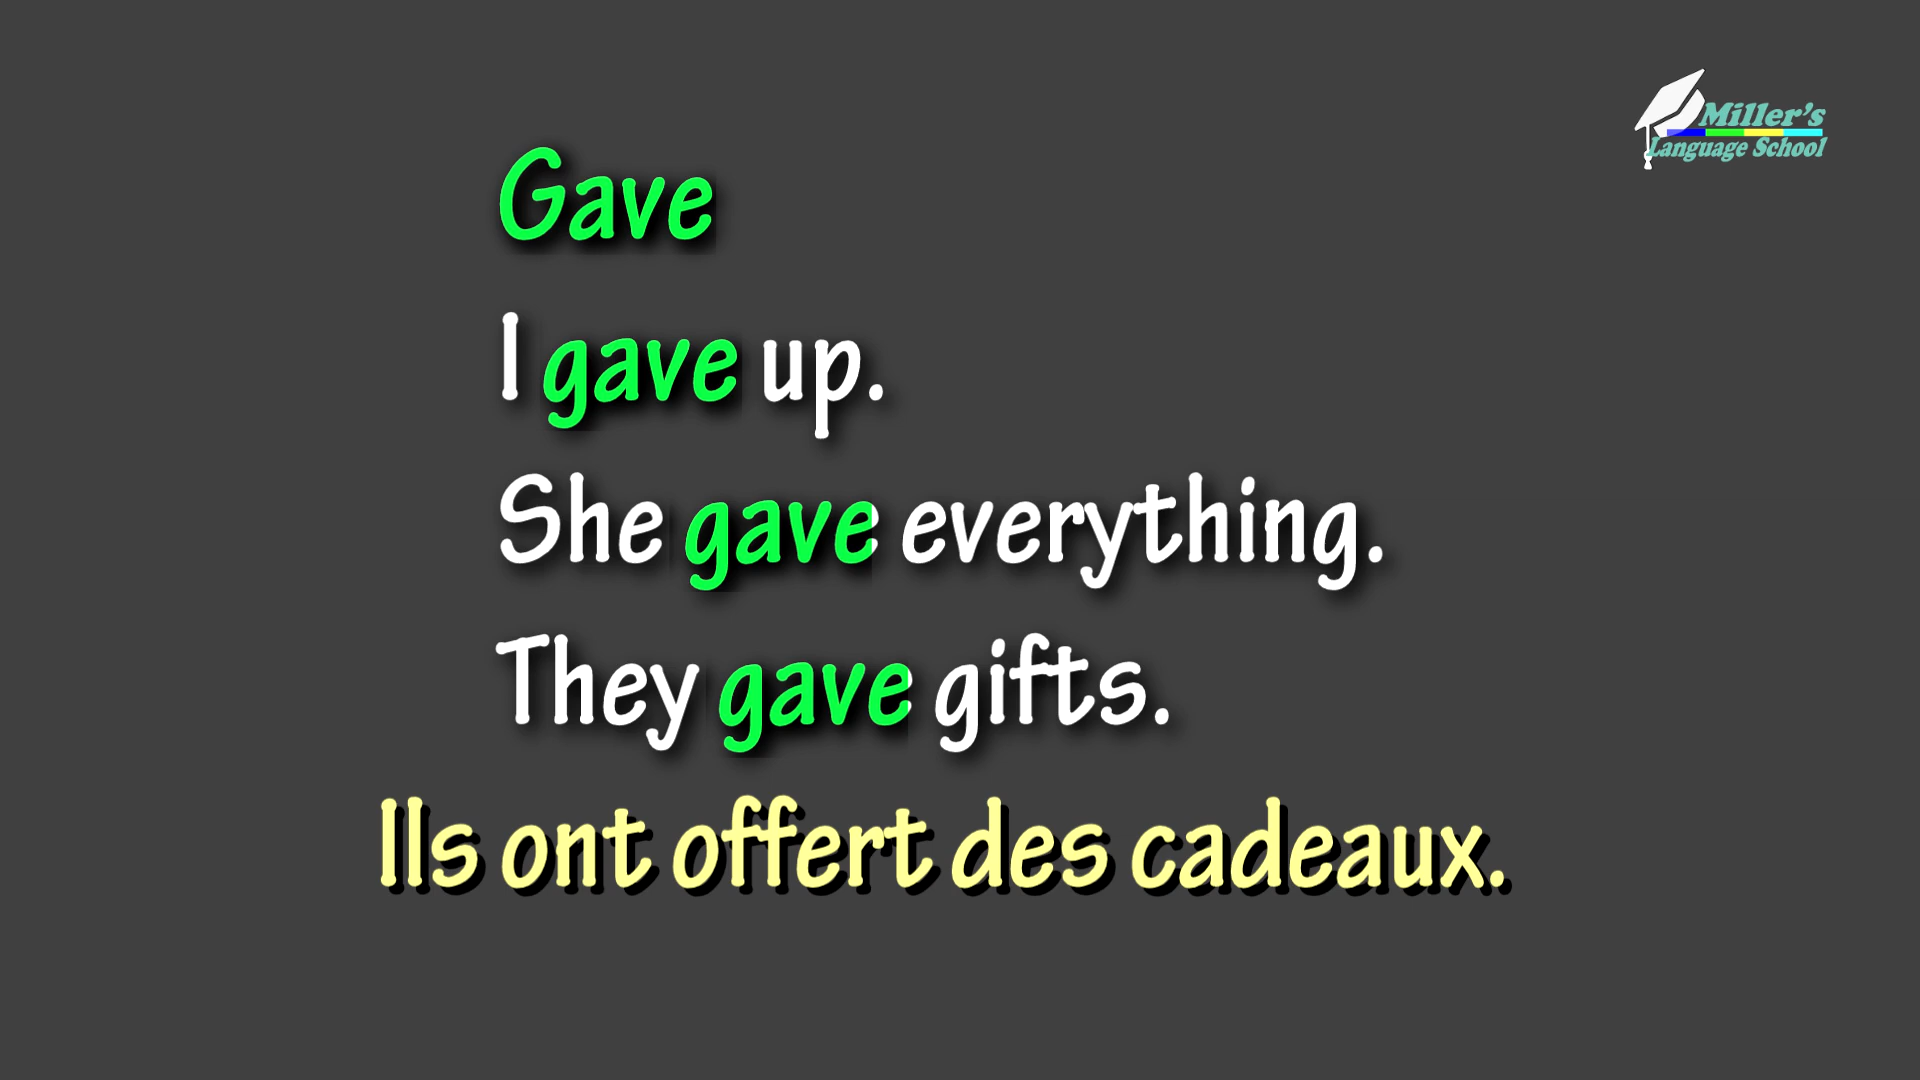 Miller's
Language School
Gave
I gave up.
She gave everything.
They gave gifts.
Ils ont offert des cadeaux.